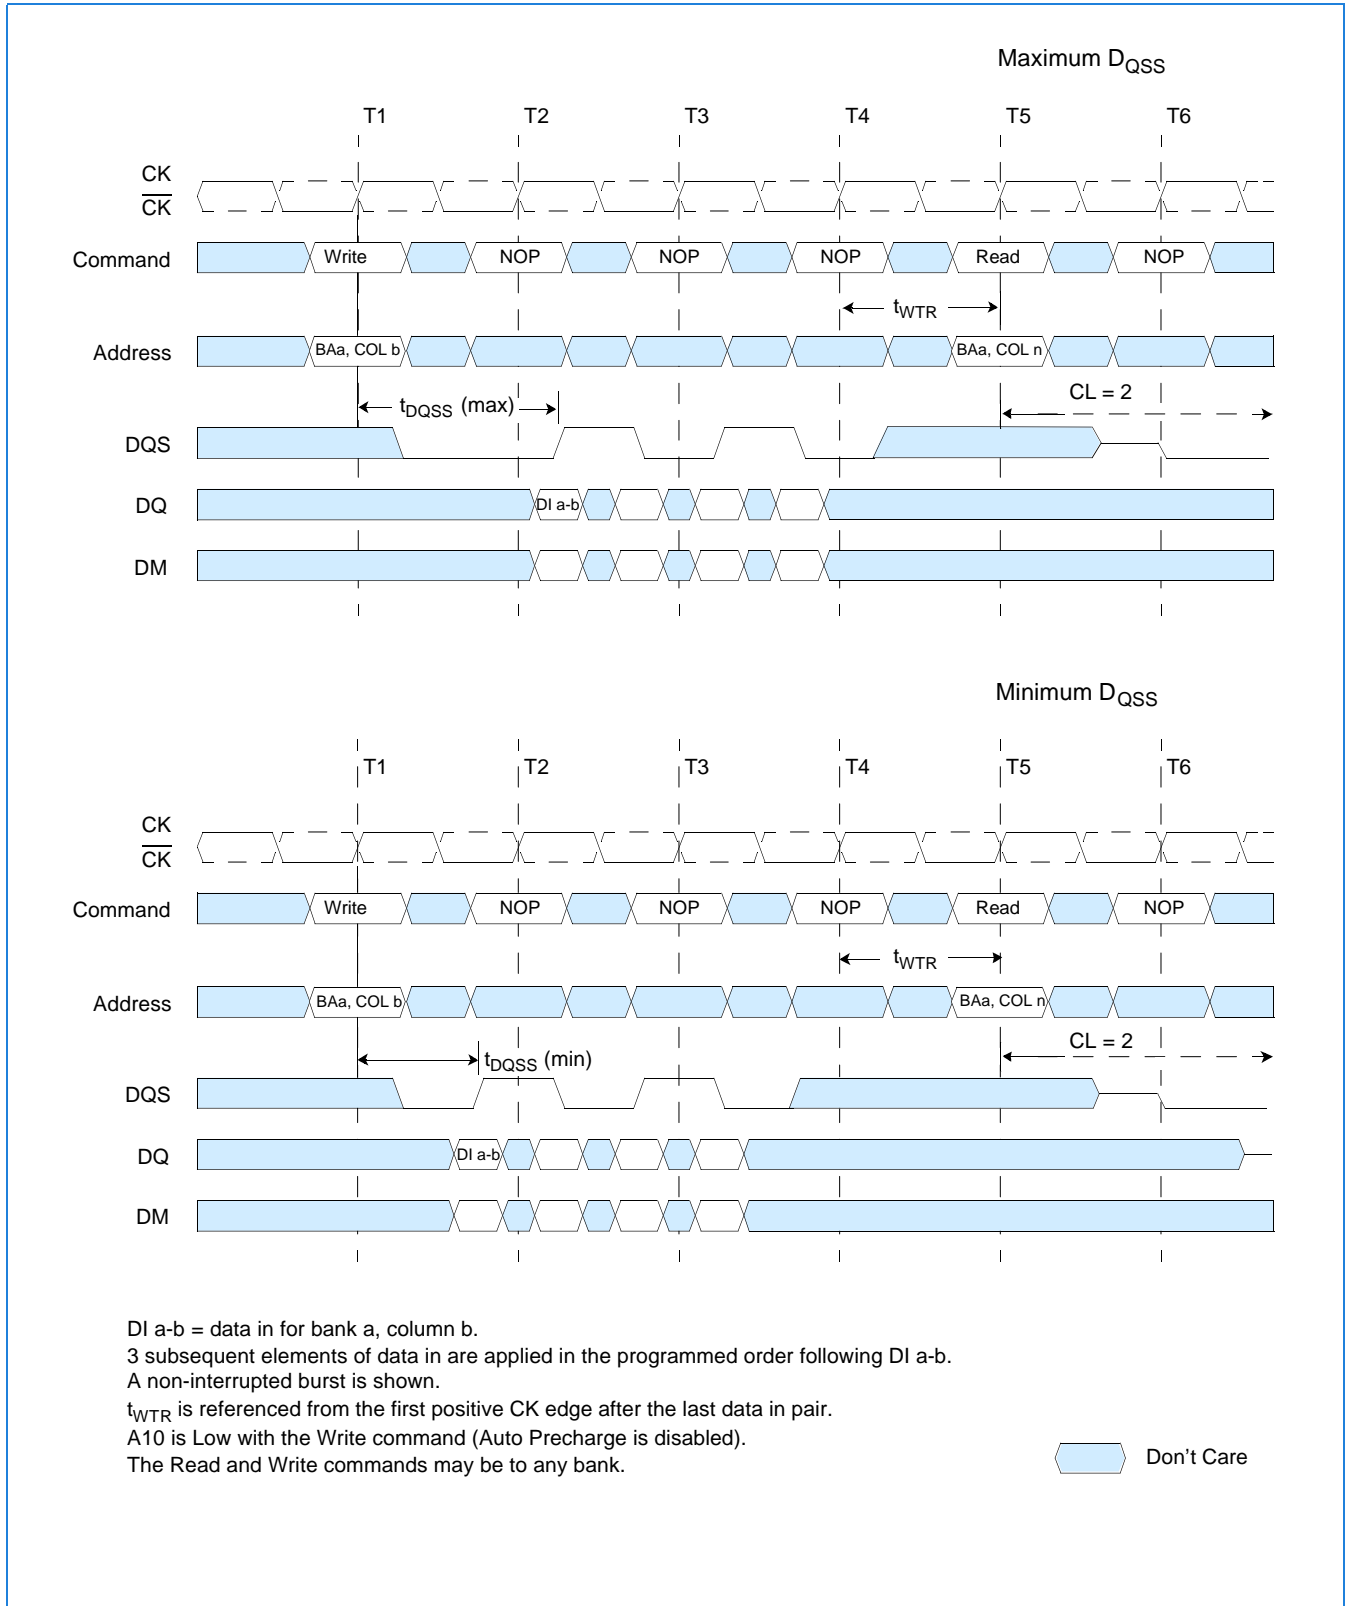 Maximum DQSS
T1 T2 T3 T4 T5 T6
CK
CK
Command Write NOP NOP NOP Read NOP
tWTR
Address BAa, COL b BAa, COL n
tDQSS (max) CL = 2
DQS
DQ DI a-b
DM
Minimum DQSS
T1 T2 T3 T4 T5 T6
CK
CK
Command Write NOP NOP NOP Read NOP
tWTR
Address BAa, COL b BAa, COL n
tDQSS (min) CL = 2
DQS
DQ DI a-b
DM
DI a-b = data in for bank a, column b.
3 subsequent elements of data in are applied in the programmed order following DI a-b.
A non-interrupted burst is shown.
tWTR is referenced from the first positive CK edge after the last data in pair.
A10 is Low with the Write command (Auto Precharge is disabled).
The Read and Write commands may be to any bank.
Don't Care